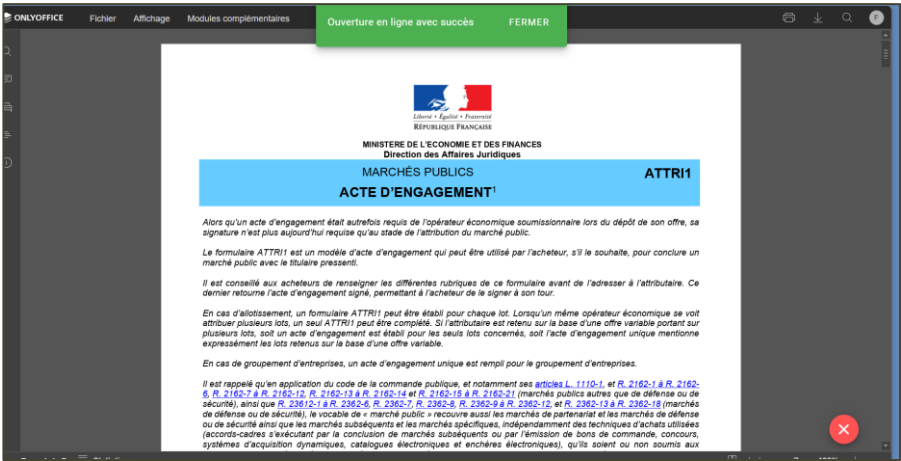 ONLYOFFICE Fichier Affichage Modules complémentaires
Ouverture en ligne avec succès FERMER
F
Liberté • Égalité • Fraternité
RÉPUBLIQUE FRANÇAISE
MINISTERE DE L'ECONOMIE ET DES FINANCES
Direction des Affaires Juridiques
MARCHÉS PUBLICS ATTRI1
ACTE D'ENGAGEMENT1
Alors qu'un acte d'engagement était autrefois requis de l'opérateur économique soumissionnaire lors du dépôt de son offre, sa
signature n'est plus aujourd'hui requise qu'au stade de l'attribution du marché public.
Le formulaire ATTRI1 est un modèle d'acte d'engagement qui peut être utilisé par l'acheteur, s'il le souhaite, pour conclure un
marché public avec le titulaire pressenti.
Il est conseillé aux acheteurs de renseigner les différentes rubriques de ce formulaire avant de l'adresser à l'attributaire. Ce
dernier retourne l'acte d'engagement signé, permettant à l'acheteur de le signer à son tour.
En cas d'allotissement, un formulaire ATTRI1 peut être établi pour chaque lot. Lorsqu'un même opérateur économique se voit
attribuer plusieurs lots, un seul ATTRI1 peut être complété. Si l'attributaire est retenu sur la base d'une offre variable portant sur
plusieurs lots, soit un acte d'engagement est établi pour les seuls lots concernés, soit l'acte d'engagement unique mentionne
expressément les lots retenus sur la base d'une offre variable.
En cas de groupement d'entreprises, un acte d'engagement unique est rempli pour le groupement d'entreprises.
Il est rappelé qu'en application du code de la commande publique, et notamment ses articles L. 1110-1, et R. 2162-1 à R. 2162-
6, R. 2162-7 à R. 2162-12, R. 2162-13 à R. 2162-14 et R. 2162-15 à R. 2162-21 (marchés publics autres que de défense ou de
sécurité), ainsi que R. 23612-1 à R. 2362-6, R. 2362-7, R. 2362-8, R. 2362-9 à R. 2362-12, et R. 2362-13 à R. 2362-18 (marchés
de défense ou de sécurité), le vocable de « marché public » recouvre aussi les marchés de partenariat et les marchés de défense
ou de sécurité ainsi que les marchés subséquents et les marchés spécifiques, indépendamment des techniques d'achats utilisées
(accords-cadres s'exécutant par la conclusion de marchés subséquents ou par l'émission de bons de commande, concours,
systèmes d'acquisition dynamiques, catalogues électroniques et enchères électroniques), qu'ils soient ou non soumis aux